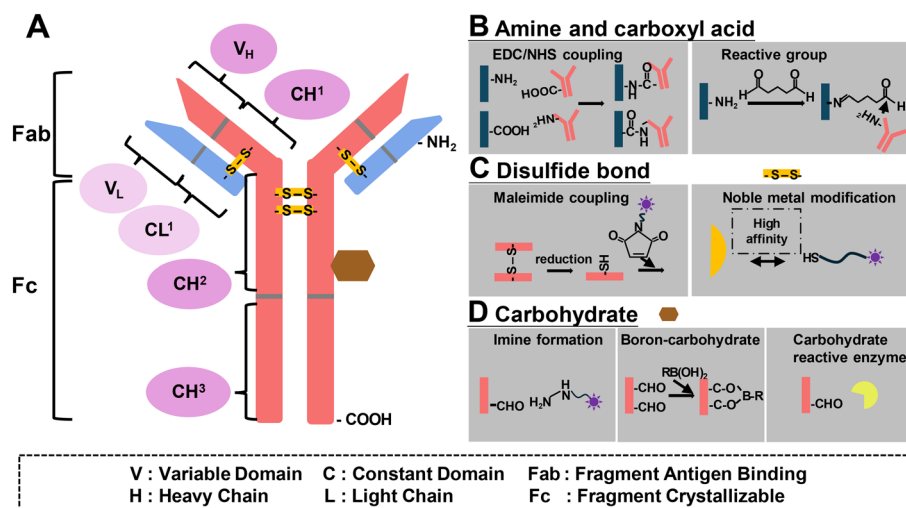 A
V_H
CH¹
Fab
-NH₂
-S-S-
-S-S-
-S-S-
-S-S-
V_L
CL¹
CH²
Fc
CH³
-COOH
B Amine and carboxyl acid
EDC/NHS coupling
-NH₂
HOOC-
O
-NH-C-
-COOH
H₂N-
O
-C-N-
H
Reactive group
-NH₂
O
H
O
H
-N
O
H
H₂N-
C Disulfide bond
-S-S-
Maleimide coupling
-S-S-
reduction
-SH
O
N
O
Noble metal modification
High
affinity
HS
D Carbohydrate
Imine formation
-CHO
H₂N
H
N
Boron-carbohydrate
-CHO
-CHO
RB(OH)₂
-C-O
-C-O
B-R
Carbohydrate
reactive enzyme
-CHO
V : Variable Domain C : Constant Domain Fab : Fragment Antigen Binding
H : Heavy Chain L : Light Chain Fc : Fragment Crystallizable